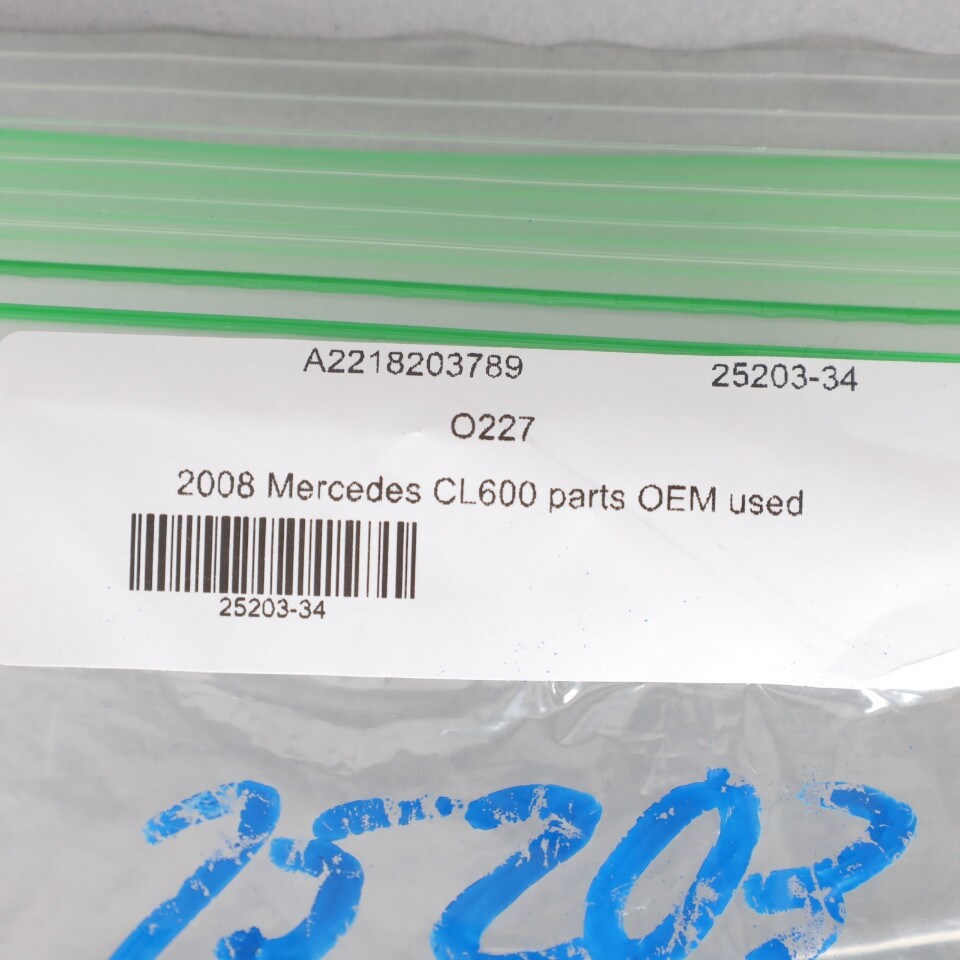 A2218203789 25203-34
O227
2008 Mercedes CL600 parts OEM used
25203-34
25203